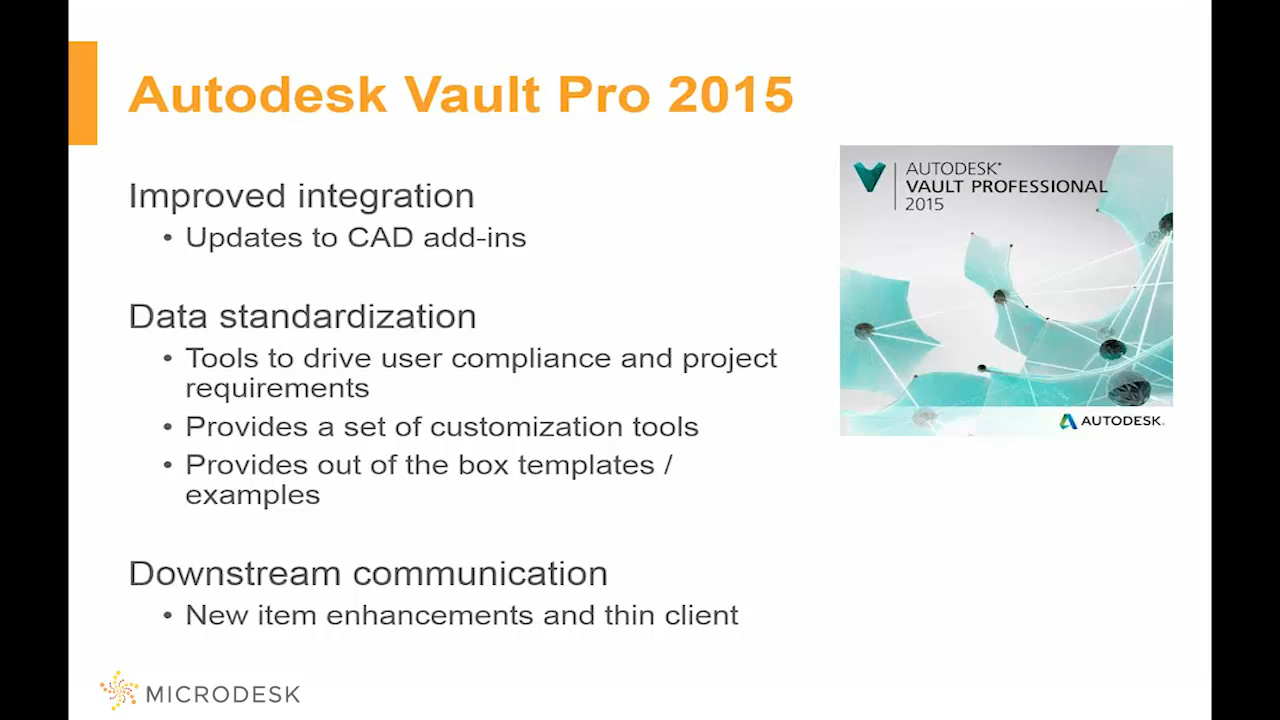 Autodesk Vault Pro 2015
Improved integration
• Updates to CAD add-ins
Data standardization
• Tools to drive user compliance and project
requirements
• Provides a set of customization tools
• Provides out of the box templates /
examples
Downstream communication
• New item enhancements and thin client
AUTODESK®
VAULT PROFESSIONAL
2015
AUTODESK.
MICRODESK